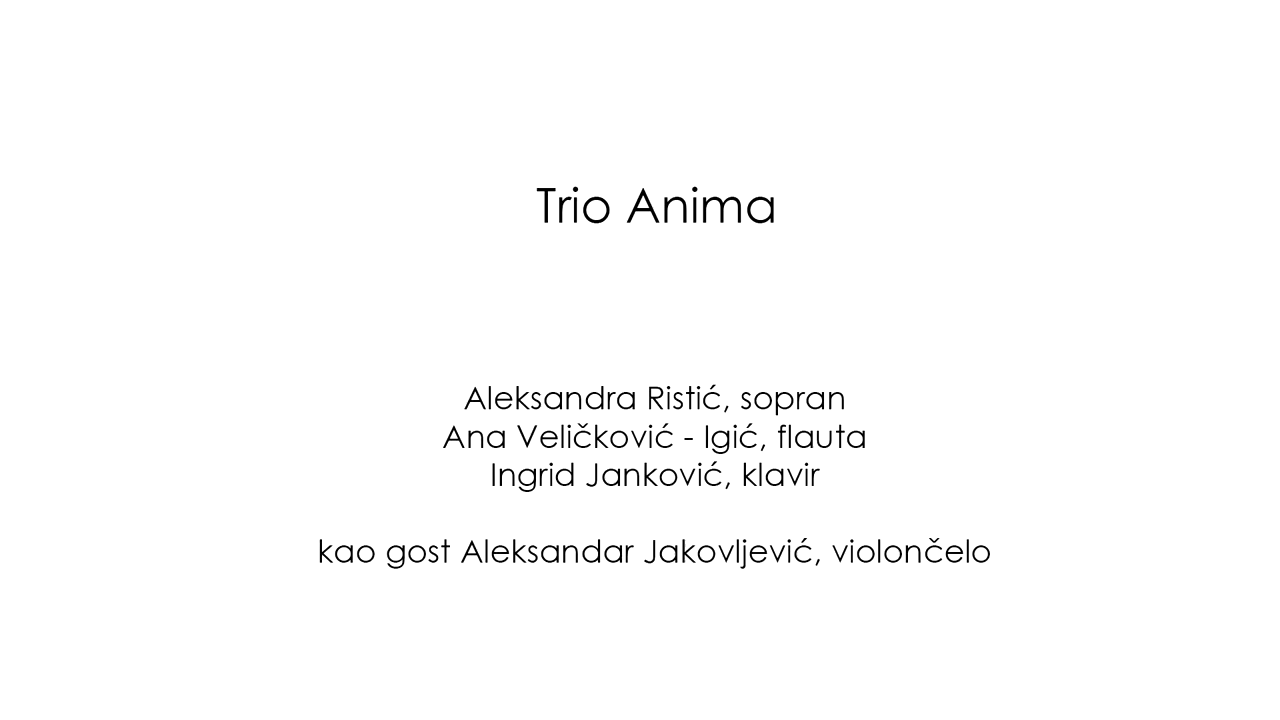 Trio Anima
Aleksandra Ristić, sopran
Ana Veličković - Igić, flauta
Ingrid Janković, klavir
kao gost Aleksandar Jakovljević, violončelo